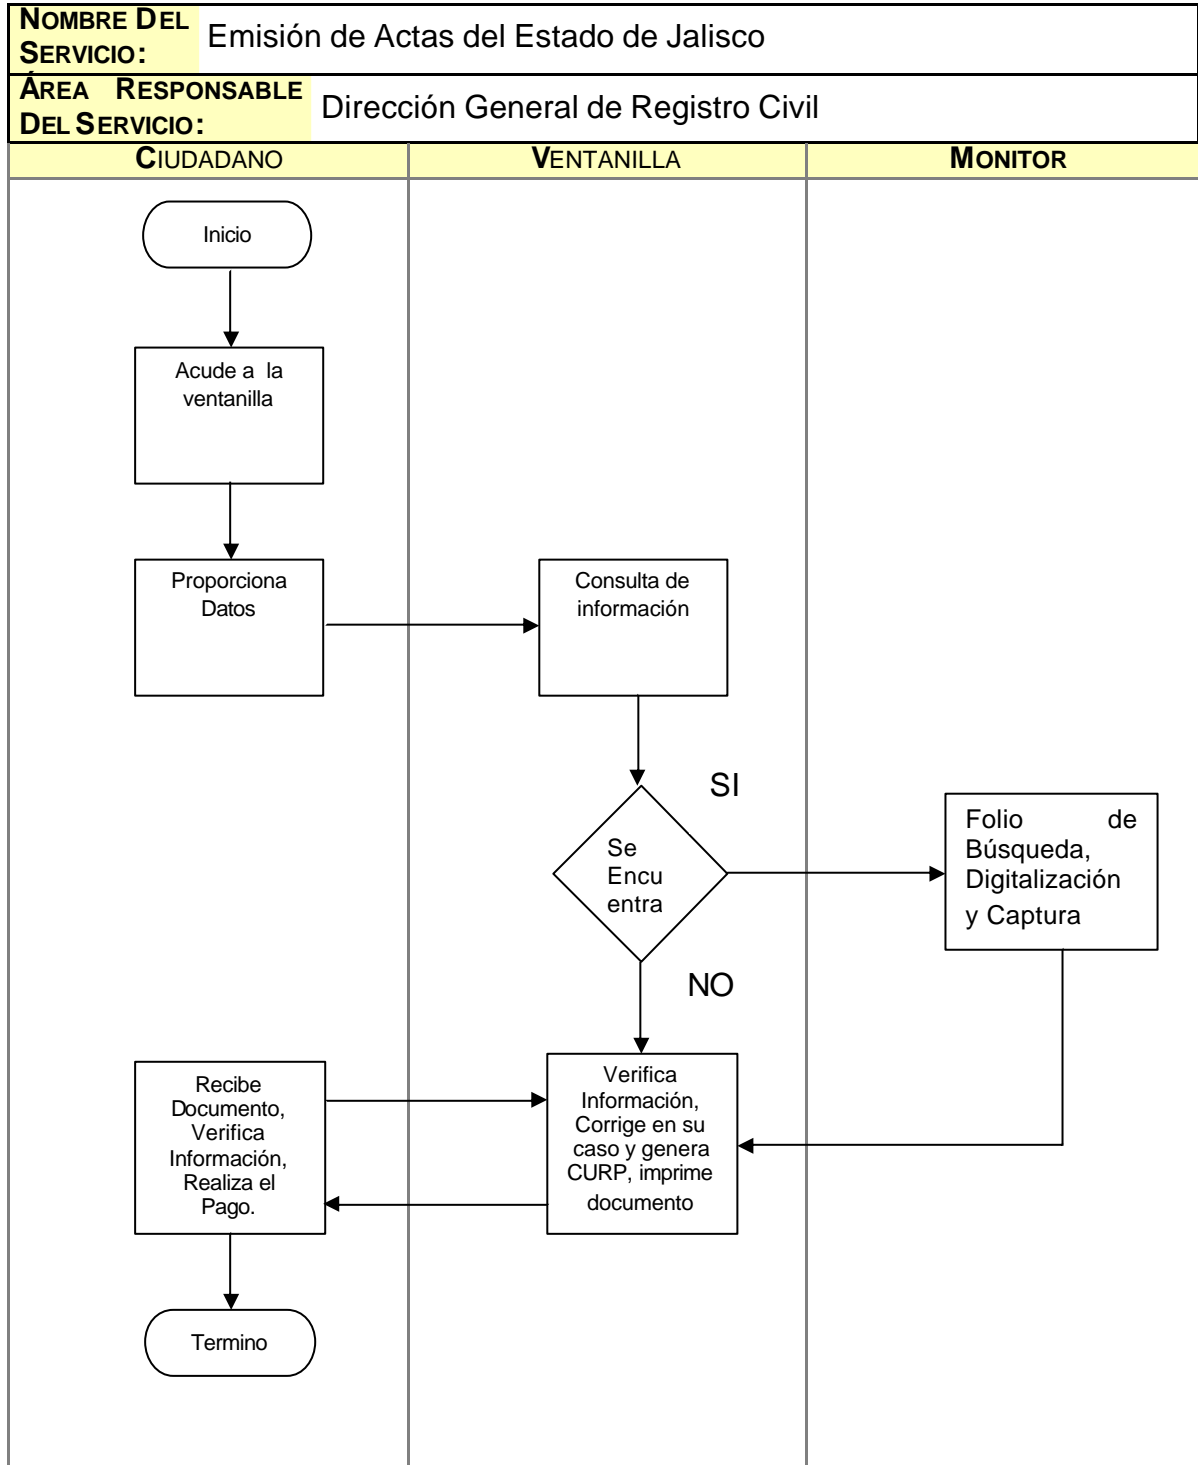 NOMBRE DEL
SERVICIO:
Emisión de Actas del Estado de Jalisco
ÁREA RESPONSABLE
DEL SERVICIO:
Dirección General de Registro Civil
CIUDADANO
VENTANILLA
MONITOR
Inicio
Acude a la
ventanilla
Proporciona
Datos
Consulta de
información
SI
Se
Encu
entra
Folio de
Búsqueda,
Digitalización
y Captura
NO
Verifica
Información,
Corrige en su
caso y genera
CURP, imprime
documento
Recibe
Documento,
Verifica
Información,
Realiza el
Pago.
Termino